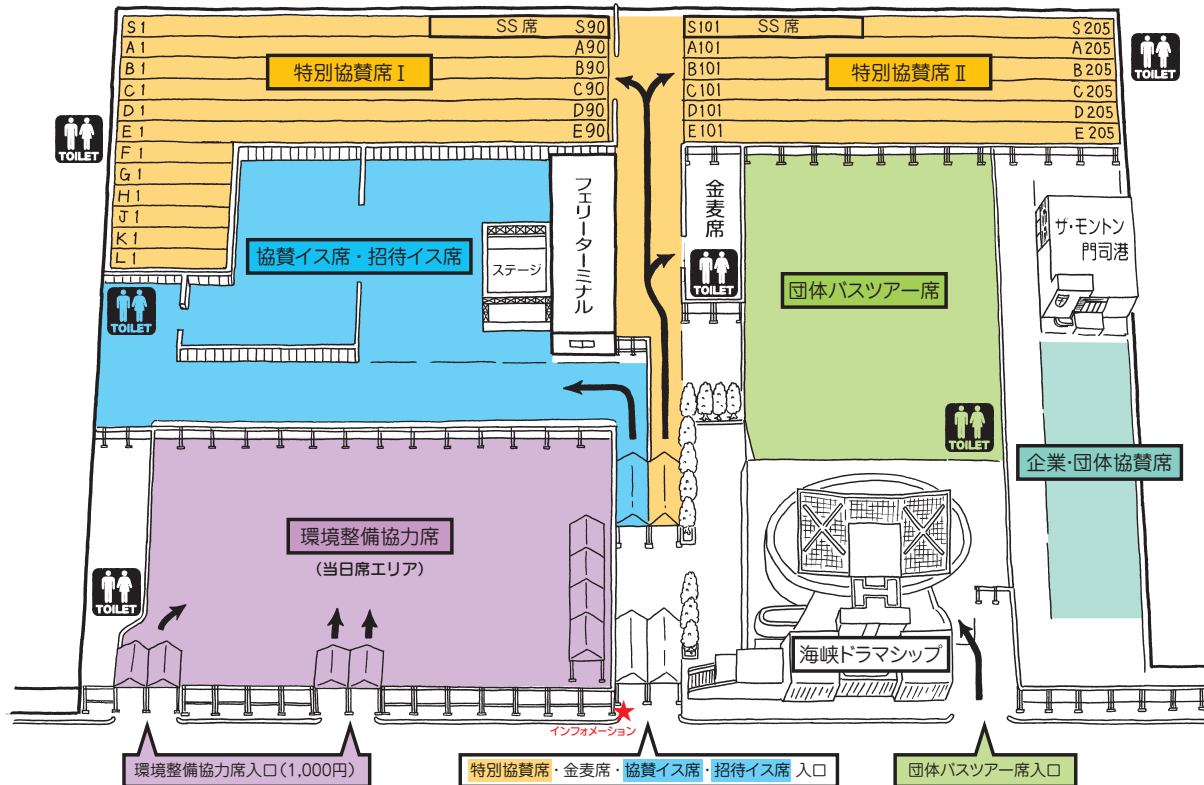 S1 SS席 S90
A1 A90
B1 B90
C1 C90
D1 D90
E1 E90
F1
G1
H1
J1
K1
L1
特別協賛席Ⅰ
S101 SS席 S205
A101 A205
B101 B205
C101 C205
D101 D205
E101 E205
特別協賛席Ⅱ
TOILET
TOILET
フェリーターミナル
金麦席
TOILET
ザ・モントン
門司港
協賛イス席・招待イス席
ステージ
団体バスツアー席
TOILET
TOILET
企業・団体協賛席
環境整備協力席
(当日席エリア)
TOILET
海峡ドラマシップ
インフォメーション
環境整備協力席入口(1,000円)
特別協賛席・金麦席・協賛イス席・招待イス席 入口
団体バスツアー席入口